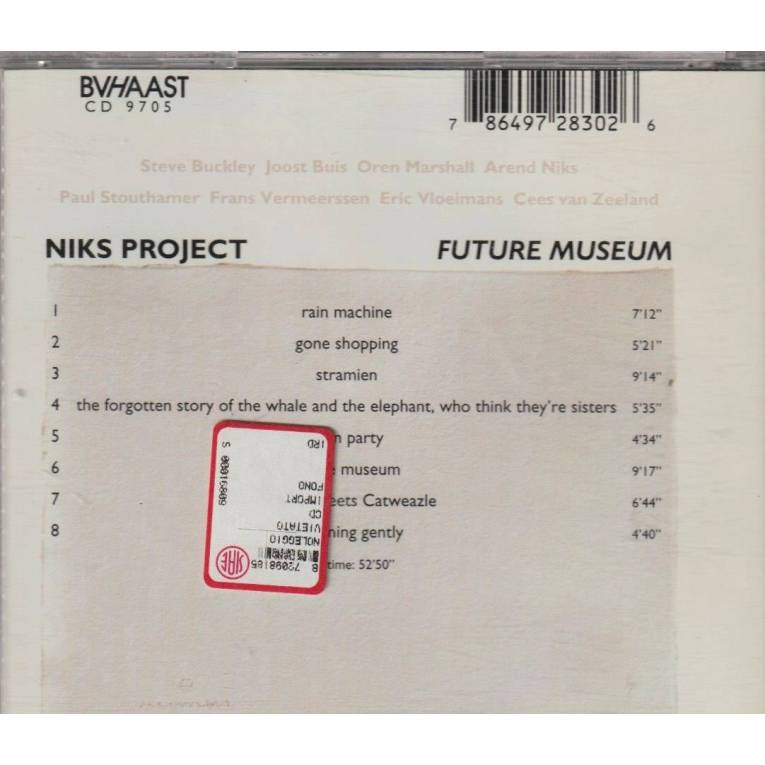 BVHAAST
CD 9705
7 86497 28302 6
Steve Buckley Joost Buis Oren Marshall Arend Niks
Paul Stouthamer Frans Vermeerssen Eric Vloeimans Cees van Zeeland
NIKS PROJECT FUTURE MUSEUM
1 rain machine 7'12"
2 gone shopping 5'21"
3 stramien 9'14"
4 the forgotten story of the whale and the elephant, who think they're sisters 5'35"
5 party 4'34"
6 museum 9'17"
7 Catweazle 6'44"
8 gently 4'40"
time: 52'50"
IRD S 00016809
FONO
IMPORT
CD
VIETATO
NOLEGGIO
B 72098185
SIAE